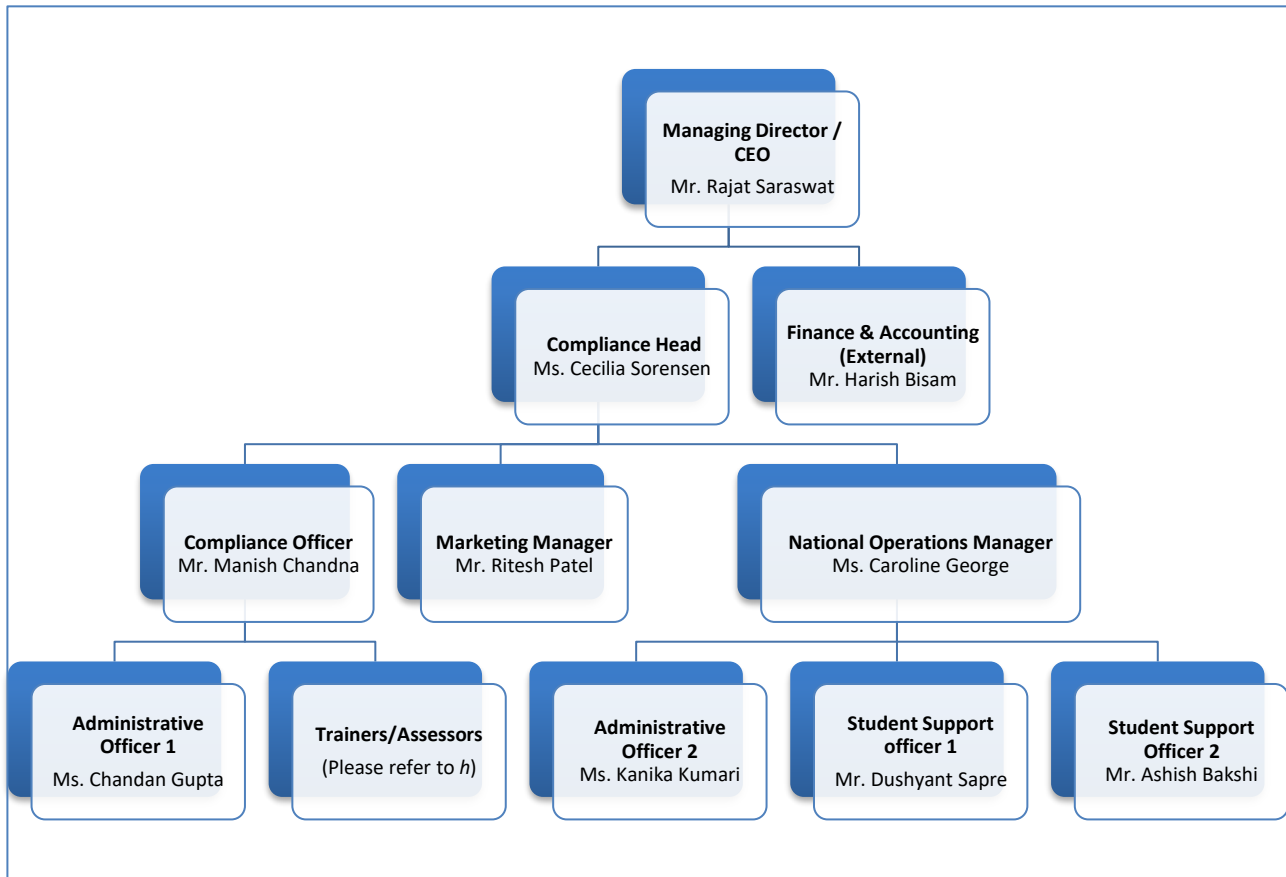 Managing Director /
CEO
Mr. Rajat Saraswat
Compliance Head
Ms. Cecilia Sorensen
Finance & Accounting
(External)
Mr. Harish Bisam
Compliance Officer
Mr. Manish Chandna
Marketing Manager
Mr. Ritesh Patel
National Operations Manager
Ms. Caroline George
Administrative
Officer 1
Ms. Chandan Gupta
Trainers/Assessors
(Please refer to h)
Administrative
Officer 2
Ms. Kanika Kumari
Student Support
officer 1
Mr. Dushyant Sapre
Student Support
Officer 2
Mr. Ashish Bakshi